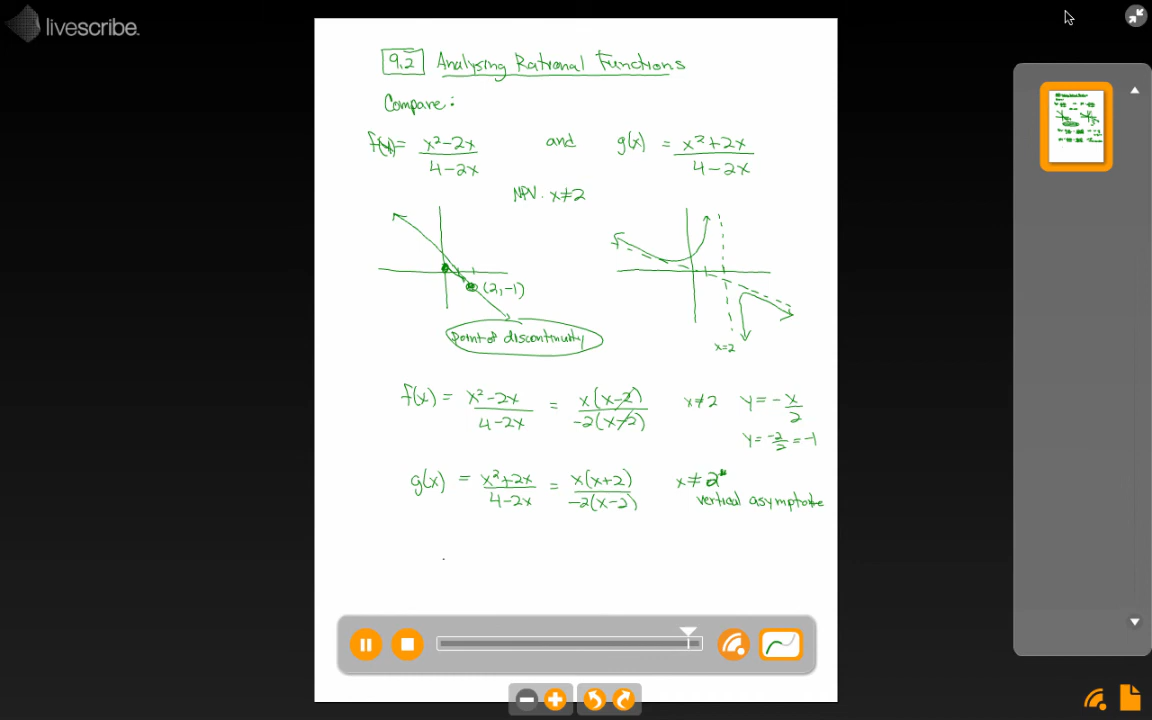 livescribe
9.2 Analysing Rational Functions
Compare:
f(x) = x²-2x / 4-2x and g(x) = x²+2x / 4-2x
NPV. x≠2
(2,-1)
point of discontinuity
x=2
f(x) = x²-2x / 4-2x = x(x-2) / -2(x-2) x≠2 y = -x/2
y = -2/2 = -1
g(x) = x²+2x / 4-2x = x(x+2) / -2(x-2) x≠2
vertical asymptote